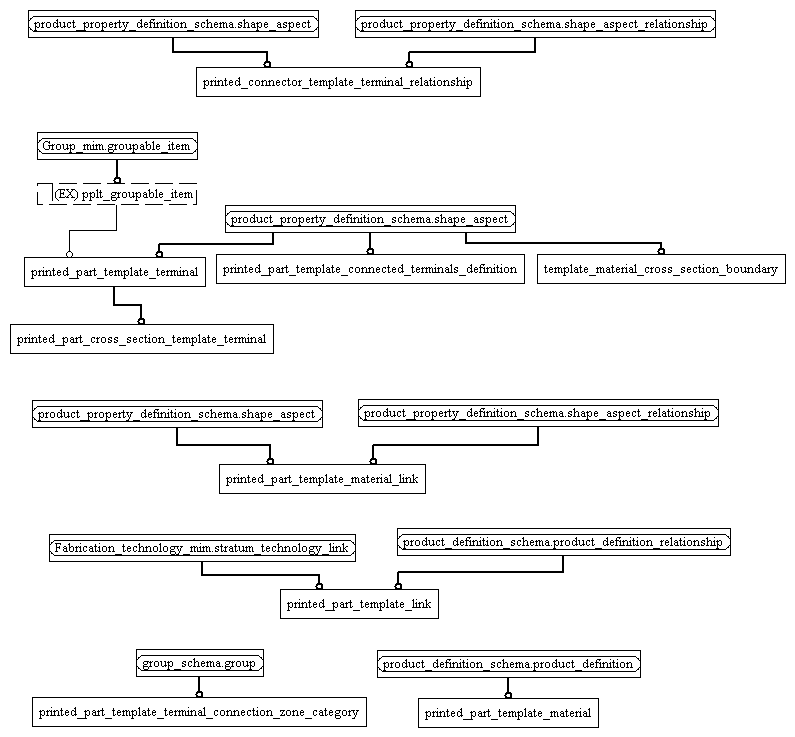 product_property_definition_schema.shape_aspect
product_property_definition_schema.shape_aspect_relationship
printed_connector_template_terminal_relationship
Group_mim.groupable_item
(EX) pplt_groupable_item
product_property_definition_schema.shape_aspect
printed_part_template_terminal
printed_part_template_connected_terminals_definition
template_material_cross_section_boundary
printed_part_cross_section_template_terminal
product_property_definition_schema.shape_aspect
product_property_definition_schema.shape_aspect_relationship
printed_part_template_material_link
Fabrication_technology_mim.stratum_technology_link
product_definition_schema.product_definition_relationship
printed_part_template_link
group_schema.group
product_definition_schema.product_definition
printed_part_template_terminal_connection_zone_category
printed_part_template_material